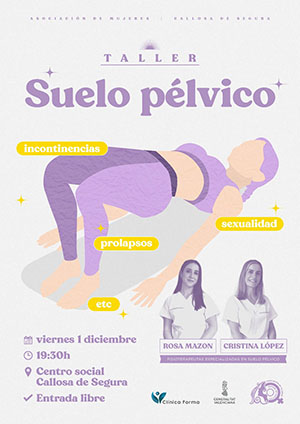 ASOCIACIÓN DE MUJERES | CALLOSA DE SEGURA
TALLER
Suelo pélvico
incontinencias
sexualidad
prolapsos
etc
ROSA MAZON
CRISTINA LÓPEZ
FISIOTERAPEUTAS ESPECIALIZADAS EN SUELO PÉLVICO
viernes 1 diciembre
19:30h
Centro social
Callosa de Segura
Entrada libre
Clínica Forma
GENERALITAT
VALENCIANA